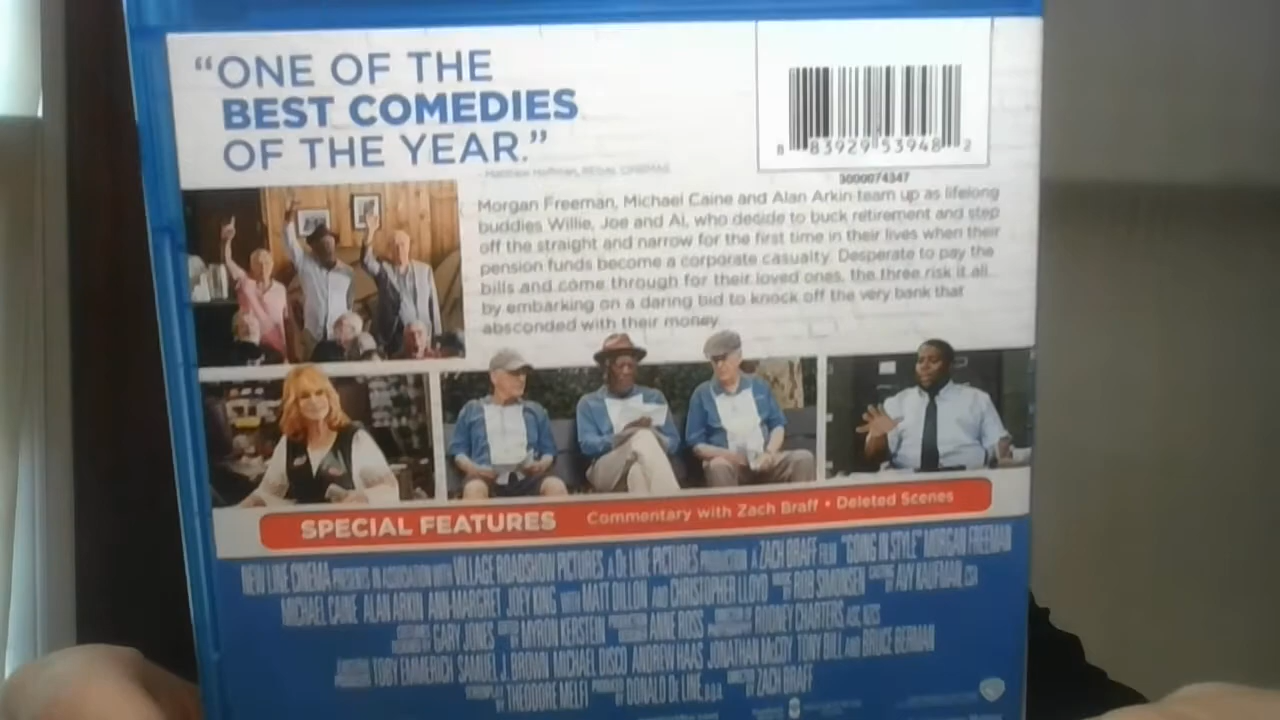 “ONE OF THE
BEST COMEDIES
OF THE YEAR.”
- Matthew Hoffman, REGAL CINEMAS
8 83929 53948 2
3000074347
Morgan Freeman, Michael Caine and Alan Arkin team up as lifelong
buddies Willie, Joe and Al, who decide to buck retirement and step
off the straight and narrow for the first time in their lives when their
pension funds become a corporate casualty. Desperate to pay the
bills and come through for their loved ones, the three risk it all
by embarking on a daring bid to knock off the very bank that
absconded with their money.
SPECIAL FEATURES Commentary with Zach Braff • Deleted Scenes
NEW LINE CINEMA PRESENTS IN ASSOCIATION WITH VILLAGE ROADSHOW PICTURES A DE LINE PICTURES PRODUCTION A ZACH BRAFF FILM "GOING IN STYLE" MORGAN FREEMAN
MICHAEL CAINE ALAN ARKIN ANN-MARGRET JOEY KING WITH MATT DILLON AND CHRISTOPHER LLOYD ROB SIMONSEN AVY KAUFMAN, CSA
GARY JONES MYRON KERSTEIN ANNE ROSS RODNEY CHARTERS
TOBY EMMERICH SAMUEL J. BROWN MICHAEL DISCO ANDREW HAAS JONATHAN MCCOY TONY BILL AND BRUCE BERMAN
BY THEODORE MELFI BY DONALD DE LINE, p.g.a. BY ZACH BRAFF